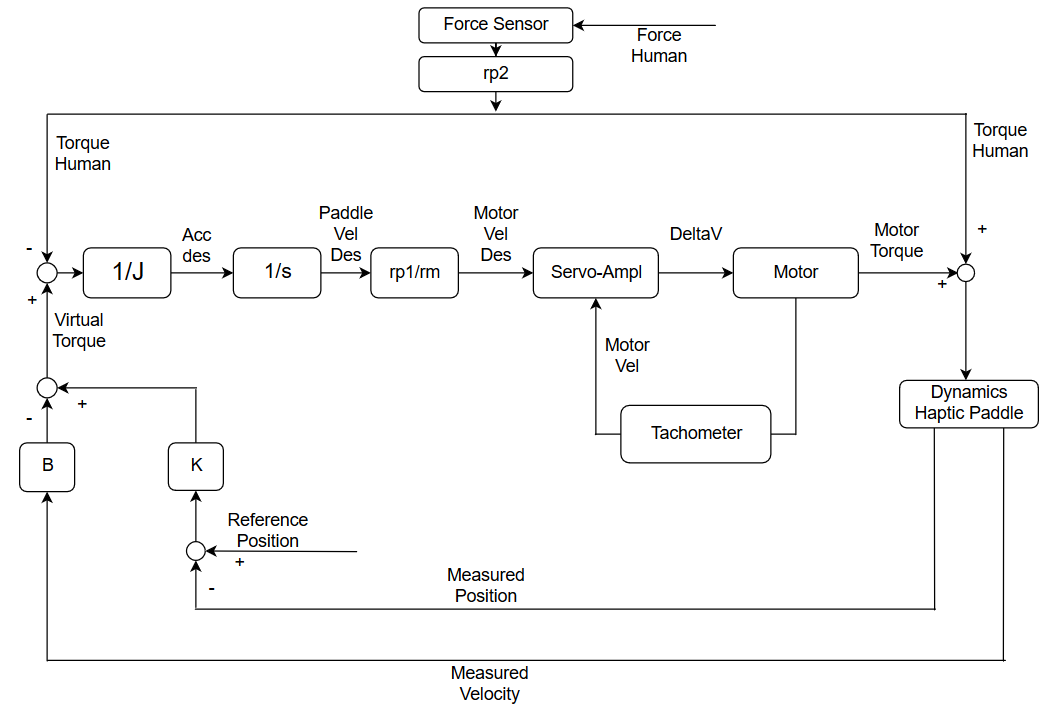 Force Sensor
Force
Human
rp2
Torque
Human
Torque
Human
Paddle
Vel
Des
Motor
Vel
Des
Acc
des
DeltaV
Motor
Torque
-
+
1/J
1/s
rp1/rm
Servo-Ampl
Motor
+
+
Virtual
Torque
Motor
Vel
Dynamics
Haptic Paddle
+
-
Tachometer
B
K
Reference
Position
+
-
Measured
Position
Measured
Velocity